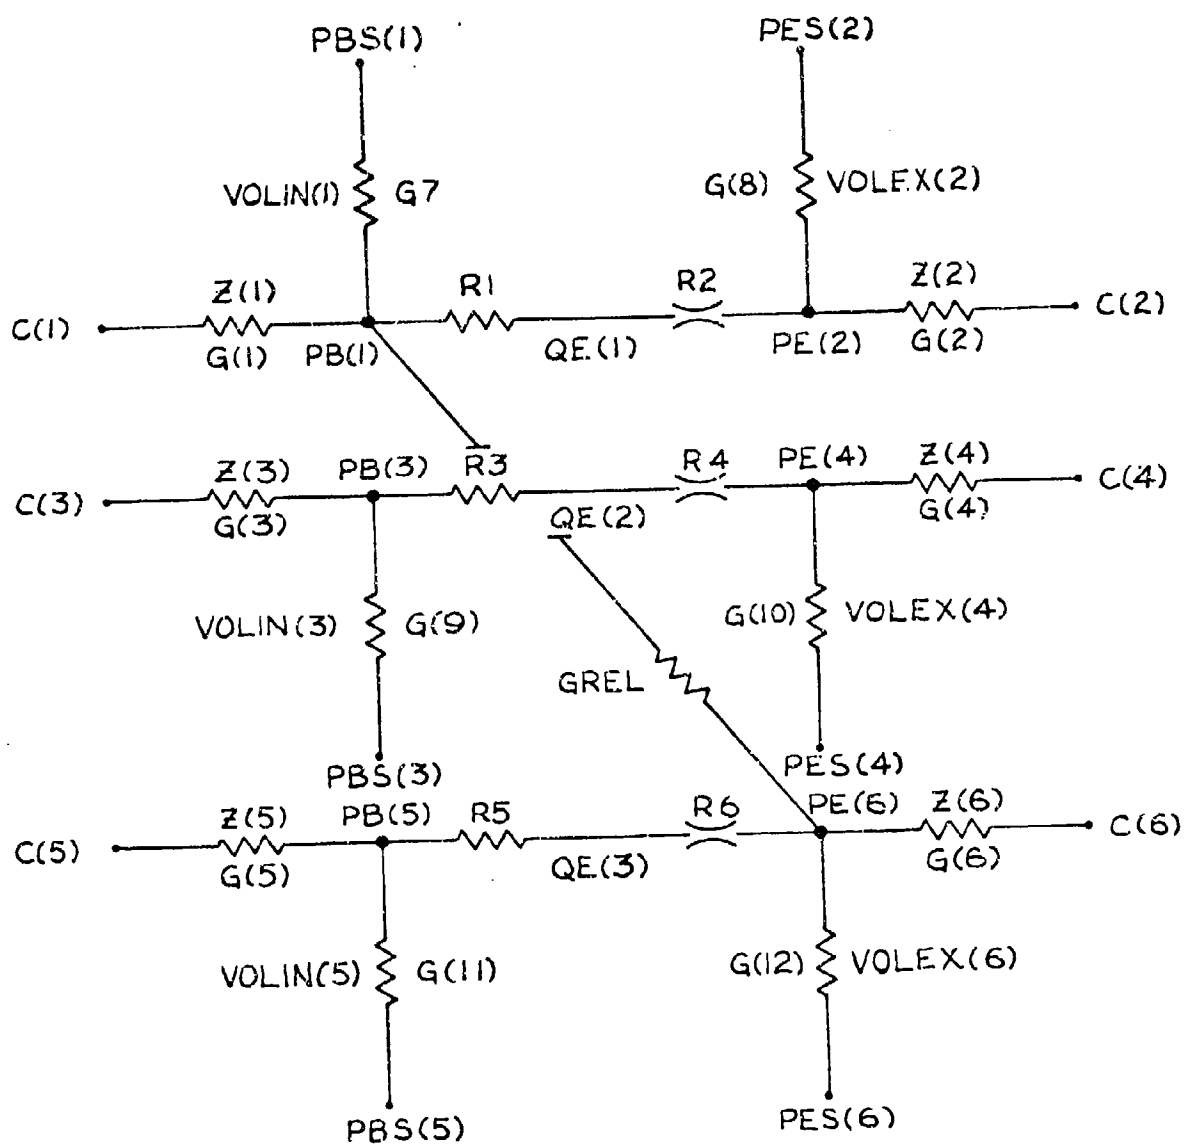 PBS(1)
PES(2)
VOLIN(1)
G7
G(8)
VOLEX(2)
Z(1)
R1
R2
Z(2)
C(1)
C(2)
G(1)
PB(1)
QE(1)
PE(2)
G(2)
Z(3)
PB(3)
R3
R4
PE(4)
Z(4)
C(3)
C(4)
G(3)
QE(2)
G(4)
VOLIN(3)
G(9)
G(10)
VOLEX(4)
GREL
PBS(3)
PES(4)
Z(5)
PB(5)
R5
R6
PE(6)
Z(6)
C(5)
C(6)
G(5)
QE(3)
G(6)
VOLIN(5)
G(11)
G(12)
VOLEX(6)
PBS(5)
PES(6)